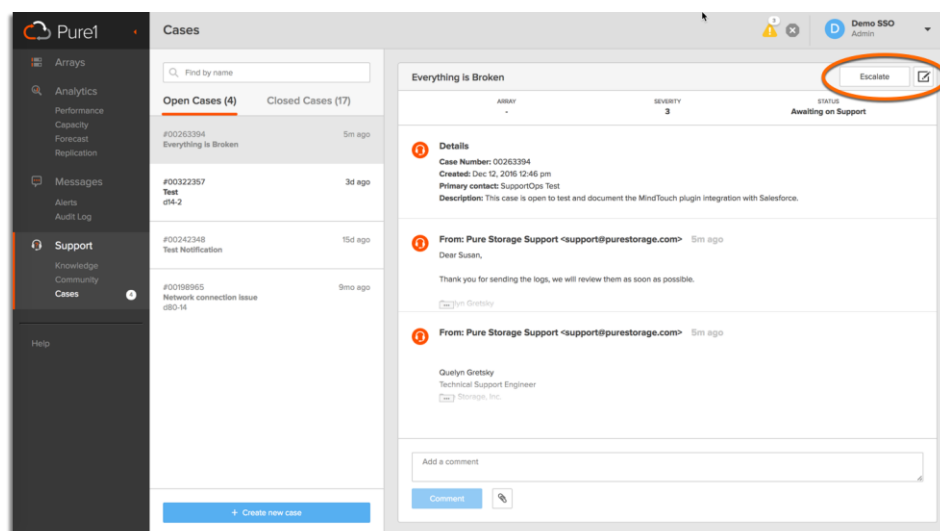 Pure1
Cases
1
D
Demo SSO
Admin
Arrays
Analytics
Performance
Capacity
Forecast
Replication
Messages
Alerts
Audit Log
Support
Knowledge
Community
Cases
4
Help
Find by name
Open Cases (4)
Closed Cases (17)
#00263394
5m ago
Everything is Broken
#00322357
3d ago
Test
d14-2
#00242348
15d ago
Test Notification
#00198965
9mo ago
Network connection issue
d80-14
+ Create new case
Everything is Broken
Escalate
ARRAY
-
SEVERITY
3
STATUS
Awaiting on Support
Details
Case Number: 00263394
Created: Dec 12, 2016 12:46 pm
Primary contact: SupportOps Test
Description: This case is open to test and document the MindTouch plugin integration with Salesforce.
From: Pure Storage Support <support@purestorage.com> 5m ago
Dear Susan,
Thank you for sending the logs, we will review them as soon as possible.
lyn Gretsky
From: Pure Storage Support <support@purestorage.com> 5m ago
Quelyn Gretsky
Technical Support Engineer
Storage, Inc.
Add a comment
Comment